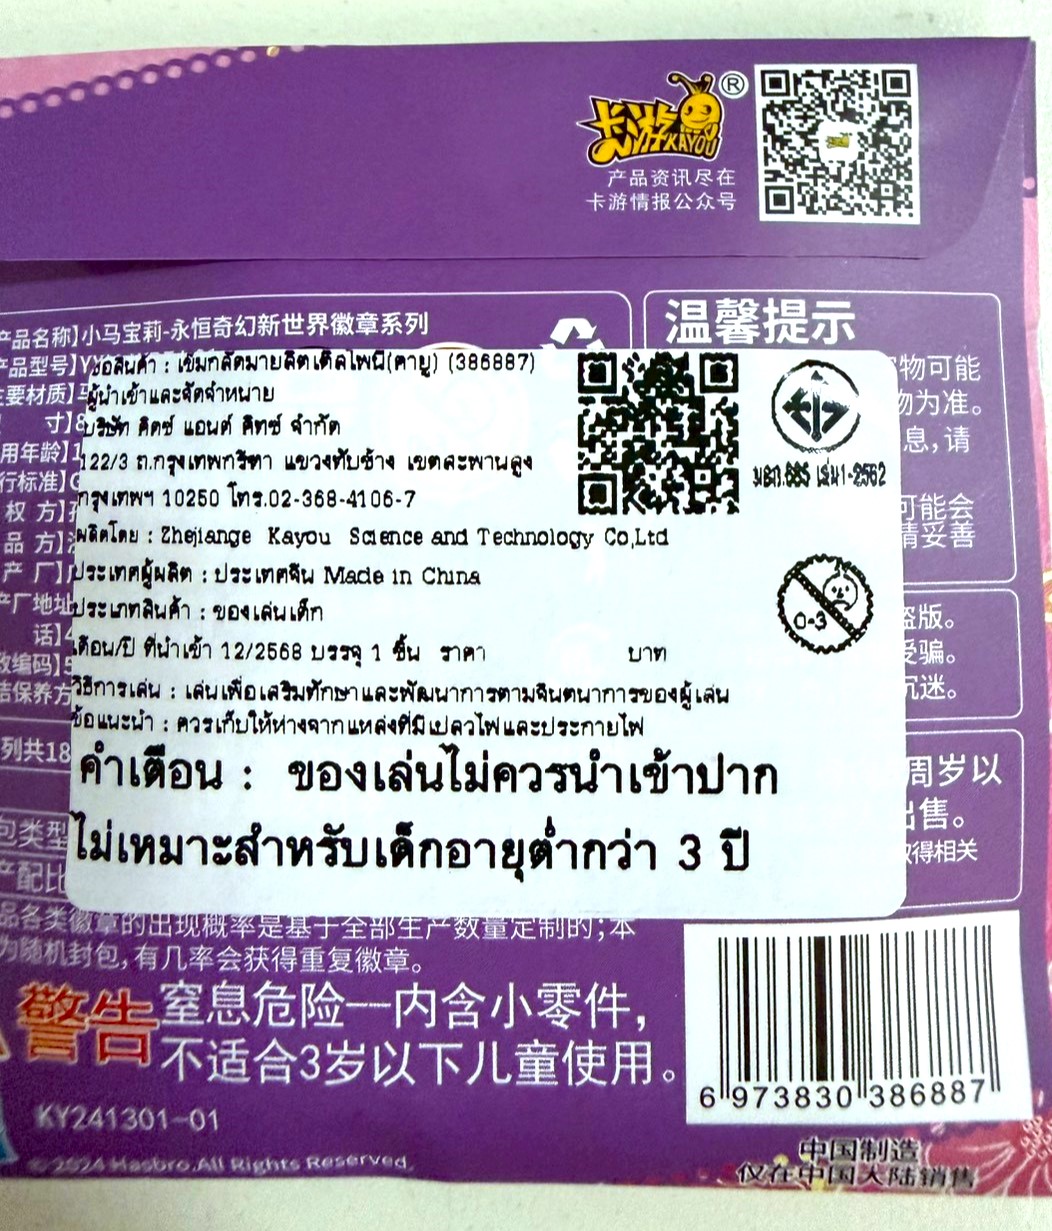 卡游
KAYOU
®
产品资讯尽在
卡游情报公众号
产品名称】小马宝莉-永恒奇幻新世界徽章系列
温馨提示
产品型号】Y
主要材质】
寸】8
用年龄】1
行标准】G
权 方】
品 方】
产 厂】
产厂地址
话】4
编码】5
洁保养方
列共18
包类型
产配比
物可能
物为准。
息,请
可能会
请妥善
盗版。
受骗。
沉迷。
周岁以
出售。
取得相关
ชื่อสินค้า : เข็มกลัดมายลิตเติลโพนี่(คายู) (386887)
ผู้นำเข้าและจัดจำหน่าย
บริษัท คิดซ์ แอนด์ คิทซ์ จำกัด
122/3 ถ.กรุงเทพกรีฑา แขวงทับช้าง เขตสะพานสูง
กรุงเทพฯ 10250 โทร.02-368-4106-7
ผลิตโดย : Zhejiange Kayou Science and Technology Co,Ltd
ประเทศผู้ผลิต : ประเทศจีน Made in China
ประเภทสินค้า : ของเล่นเด็ก
เดือน/ปี ที่นำเข้า 12/2568 บรรจุ 1 ชิ้น ราคา บาท
วิธีการเล่น : เล่นเพื่อเสริมทักษาและพัฒนาการตามจินตนาการของผู้เล่น
ข้อแนะนำ : ควรเก็บให้ห่างจากแหล่งที่มีเปลวไฟและประกายไฟ
คำเตือน : ของเล่นไม่ควรนำเข้าปาก
ไม่เหมาะสำหรับเด็กอายุต่ำกว่า 3 ปี
มอก.685 เล่ม1-2562
0-3
品各类徽章的出现概率是基于全部生产数量定制的;本
为随机封包,有几率会获得重复徽章。
警告
窒息危险—内含小零件,
不适合3岁以下儿童使用。
KY241301-01
© 2024 Hasbro.All Rights Reserved.
6 973830 386887
中国制造
仅在中国大陆销售